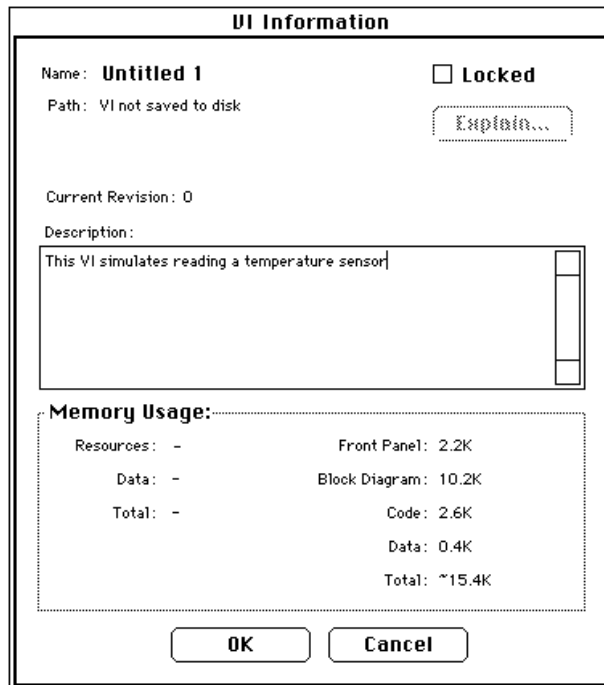 VI Information
Name: Untitled 1
Locked
Path: VI not saved to disk
Explain...
Current Revision: 0
Description:
This VI simulates reading a temperature sensor
Memory Usage:
Resources: - Front Panel: 2.2K
Data: - Block Diagram: 10.2K
Total: - Code: 2.6K
Data: 0.4K
Total: ~15.4K
OK Cancel